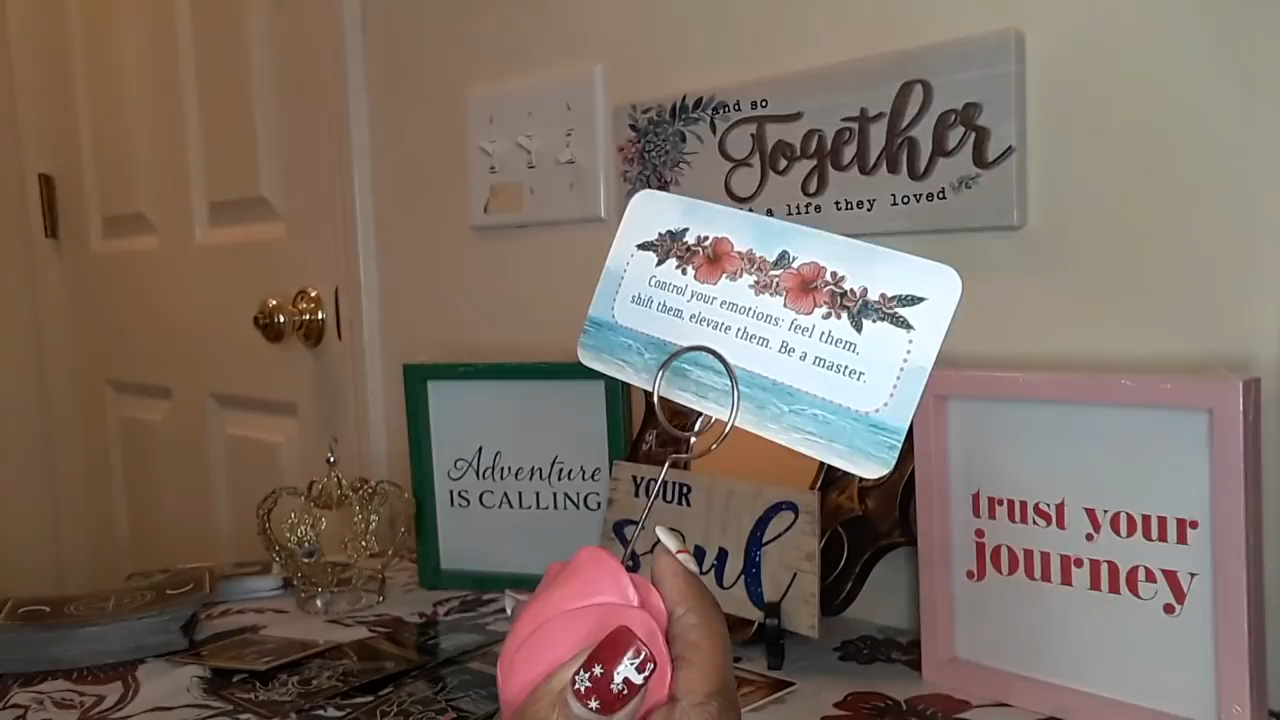 and so
Together
a life they loved
Control your emotions: feel them,
shift them, elevate them. Be a master.
Adventure
IS CALLING
YOUR
soul
trust your
journey